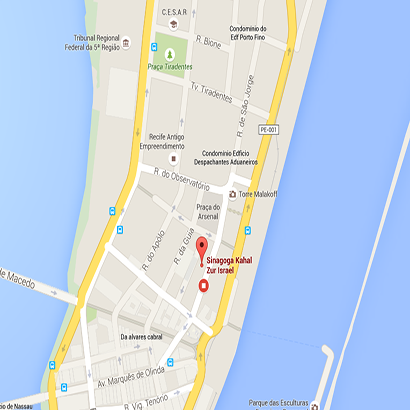 C.E.S.A.R
Condomínio do
Edf Porto Fino
Tribunal Regional
Federal da 5ª Região
R. Bione
Praça Tiradentes
Tv. Tiradentes
R. de São Jorge
PE-001
Recife Antigo
Empreendimento
Condomínio Edifício
Despachantes Aduaneiros
R. do Observatório
Torre Malakoff
Praça do
Arsenal
R. do Apólo
R. da Guia
Sinagoga Kahal
Zur Israel
de Macedo
Da alvares cabral
Av. Marquês de Olinda
R. Vig. Tenório
Parque das Esculturas
io de Nassau